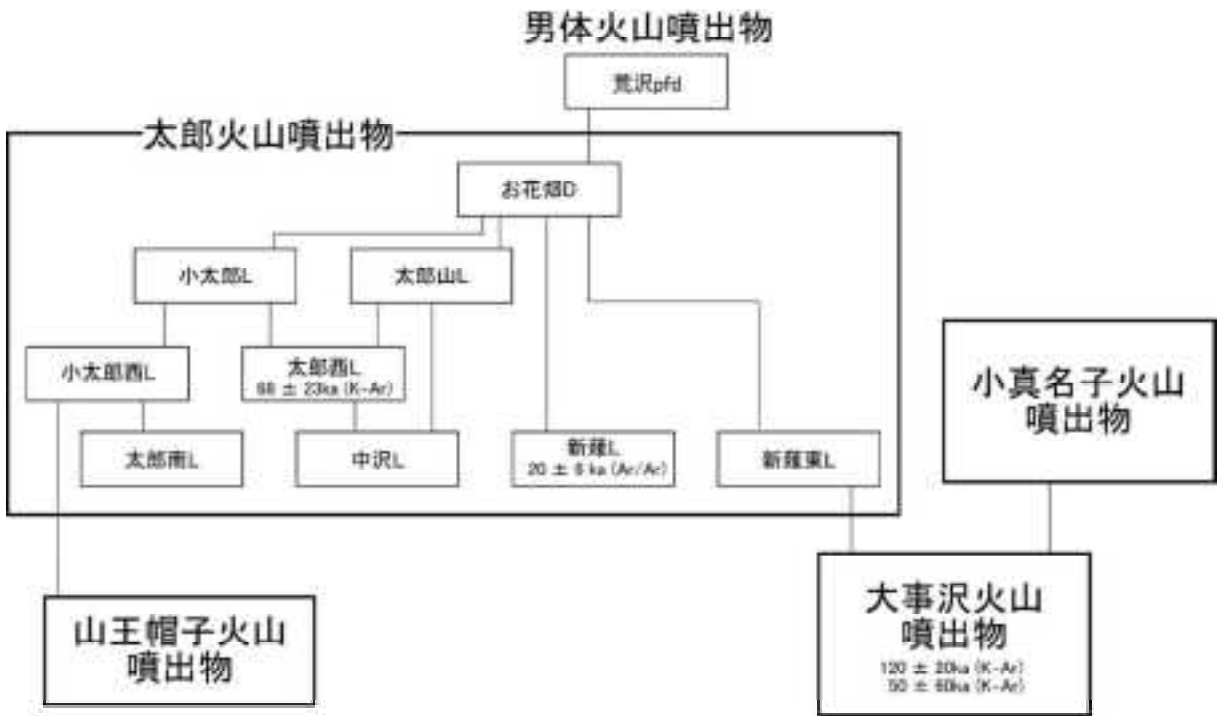 男体火山噴出物
荒沢pfd
太郎火山噴出物
お花畑D
小太郎L
太郎山L
小太郎西L
太郎西L
68 ± 23ka (K-Ar)
小真名子火山
噴出物
太郎南L
中沢L
新薙L
20 ± 6 ka (Ar/Ar)
新薙東L
山王帽子火山
噴出物
大事沢火山
噴出物
120 ± 20ka (K-Ar)
50 ± 60ka (K-Ar)